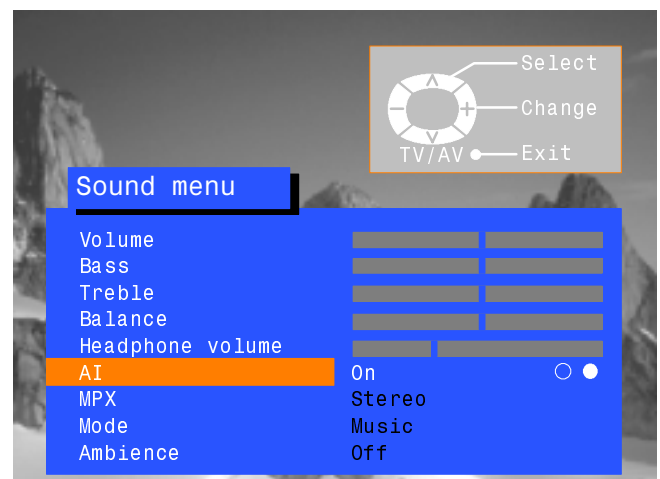 Select
Change
TV/AV Exit
Sound menu
Volume
Bass
Treble
Balance
Headphone volume
AI On
MPX Stereo
Mode Music
Ambience Off